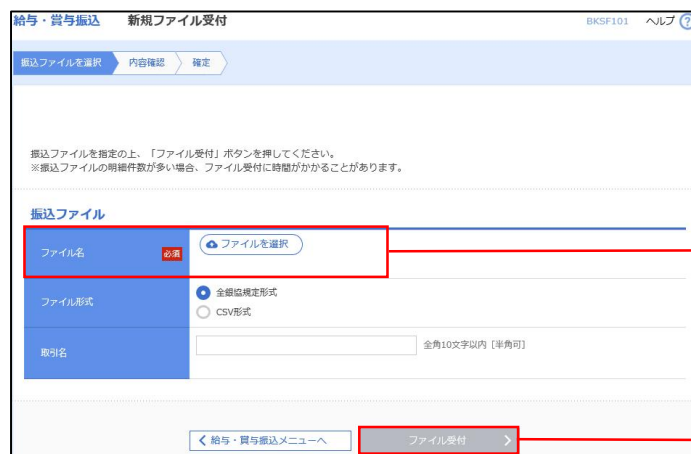 給与・賞与振込 新規ファイル受付 BKSF101 ヘルプ ?
振込ファイルを選択 内容確認 確定
振込ファイルを指定の上、「ファイル受付」ボタンを押してください。
※振込ファイルの明細件数が多い場合、ファイル受付に時間がかかることがあります。
振込ファイル
ファイル名 必須 ファイルを選択
ファイル形式 全銀協規定形式
CSV形式
取引名 全角10文字以内［半角可］
給与・賞与振込メニューへ ファイル受付